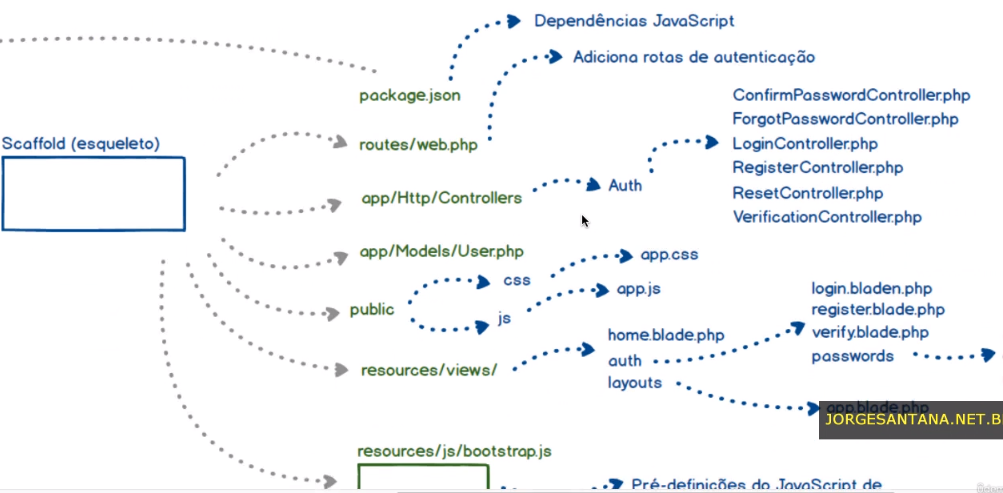 Dependências JavaScript
Adiciona rotas de autenticação
package.json
ConfirmPasswordController.php
ForgotPasswordController.php
Scaffold (esqueleto)
routes/web.php
LoginController.php
RegisterController.php
app/Http/Controllers
Auth
ResetController.php
VerificationController.php
app/Models/User.php
css
app.css
public
js
app.js
login.bladen.php
register.blade.php
home.blade.php
verify.blade.php
resources/views/
auth
passwords
layouts
app.blade.php
JORGESANTANA.NET.B
resources/js/bootstrap.js
Pré-definições do JavaScript de